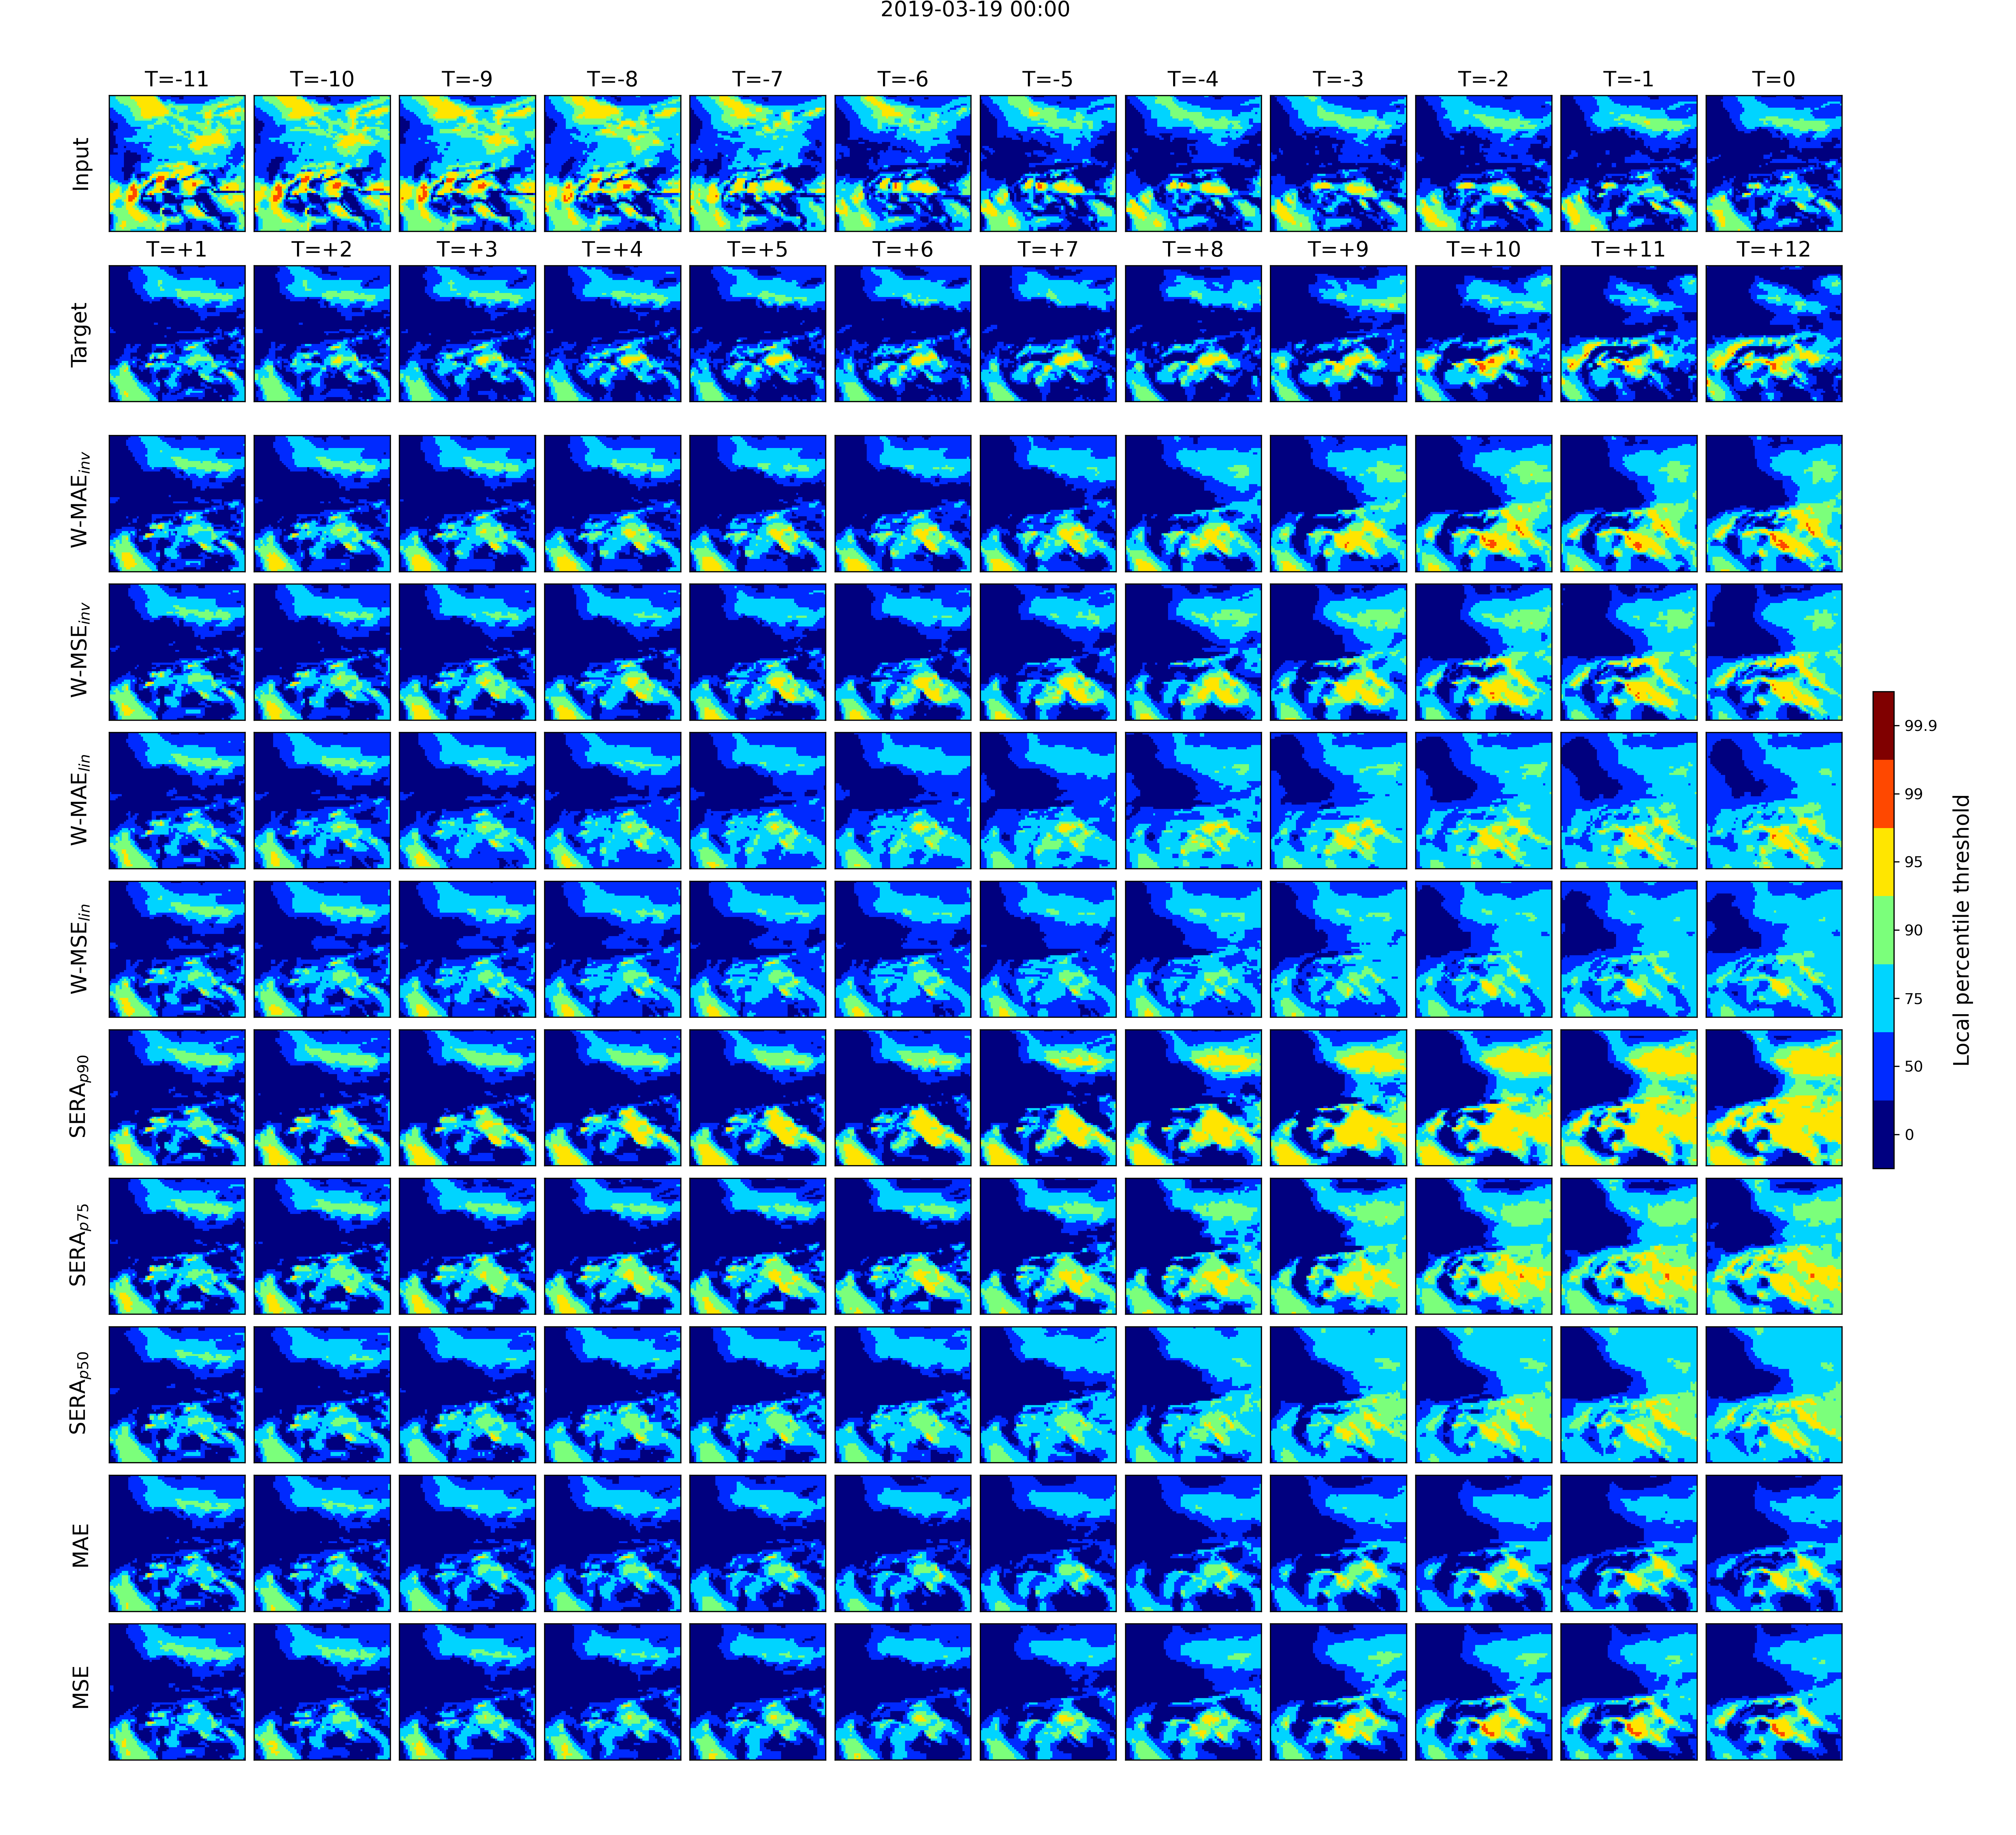 2019-03-19 00:00
T=-11 T=-10 T=-9 T=-8 T=-7 T=-6 T=-5 T=-4 T=-3 T=-2 T=-1 T=0
Input
T=+1 T=+2 T=+3 T=+4 T=+5 T=+6 T=+7 T=+8 T=+9 T=+10 T=+11 T=+12
Target
W-MAEinv
W-MSEinv
W-MAElin
W-MSElin
SERAp90
SERAp75
SERAp50
MAE
MSE
99.9
99
95
90
75
50
0
Local percentile threshold